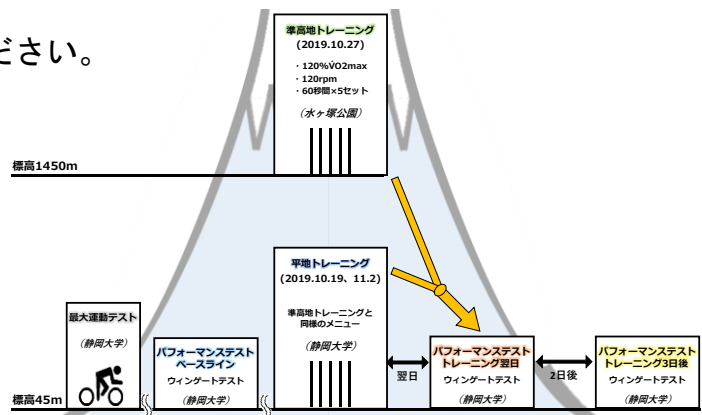 ださい。
準高地トレーニング
(2019.10.27)
・120%V̇O2max
・120rpm
・60秒間×5セット
（水ヶ塚公園）
標高1450m
平地トレーニング
(2019.10.19、11.2)
準高地トレーニングと
同様のメニュー
（静岡大学）
最大運動テスト
（静岡大学）
パフォーマンステスト
ベースライン
ウィンゲートテスト
（静岡大学）
翌日
パフォーマンステスト
トレーニング翌日
ウィンゲートテスト
（静岡大学）
2日後
パフォーマンステスト
トレーニング3日後
ウィンゲートテスト
（静岡大学）
標高45m